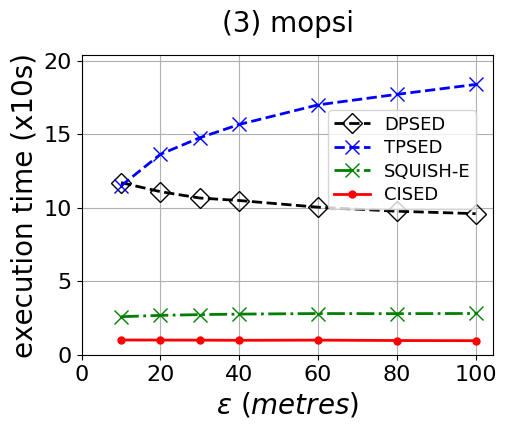 (3) mopsi
execution time (x10s)
20
15
10
5
0
DPSED
TPSED
SQUISH-E
CISED
0 20 40 60 80 100
ε (metres)